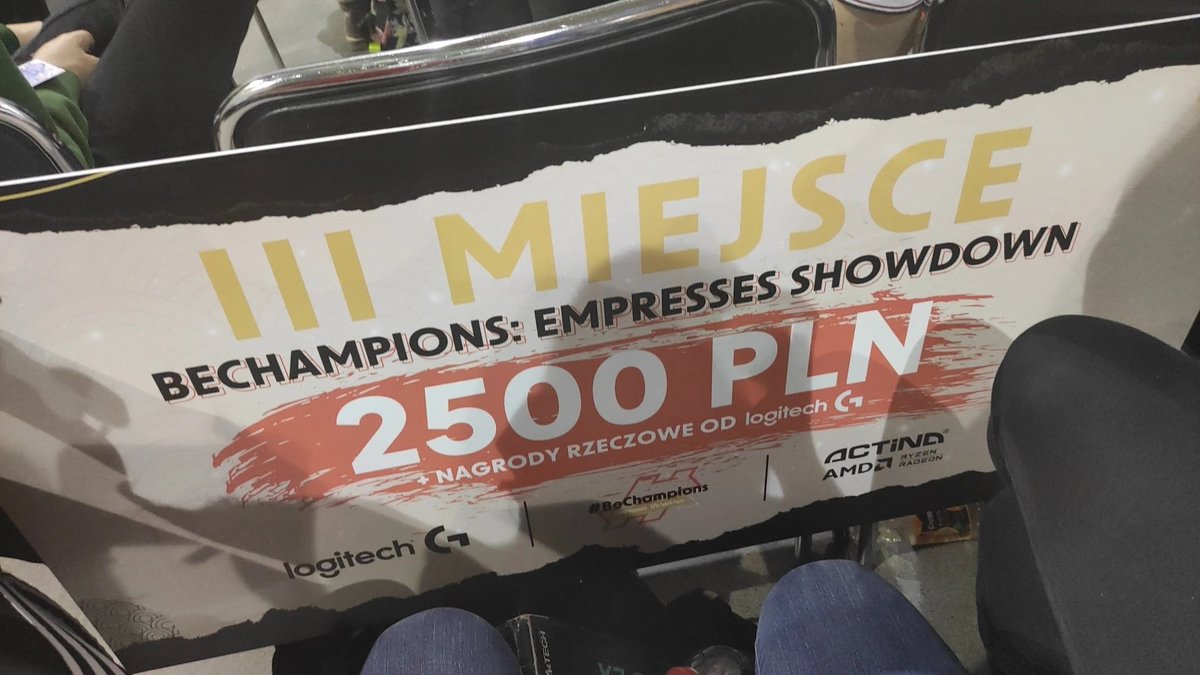 III MIEJSCE
BECHAMPIONS: EMPRESSES SHOWDOWN
2500 PLN
+ NAGRODY RZECZOWE OD logitech G
logitech G
#BeChampions
ACTINA
AMD RYZEN
RADEON